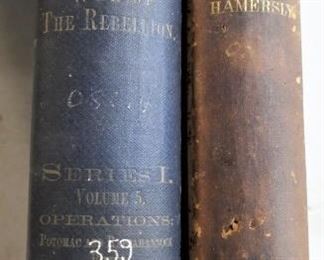 THE REBELLION,
SERIES I.
VOLUME 5.
OPERATIONS:
POTOMAC
359
HAMERSLY